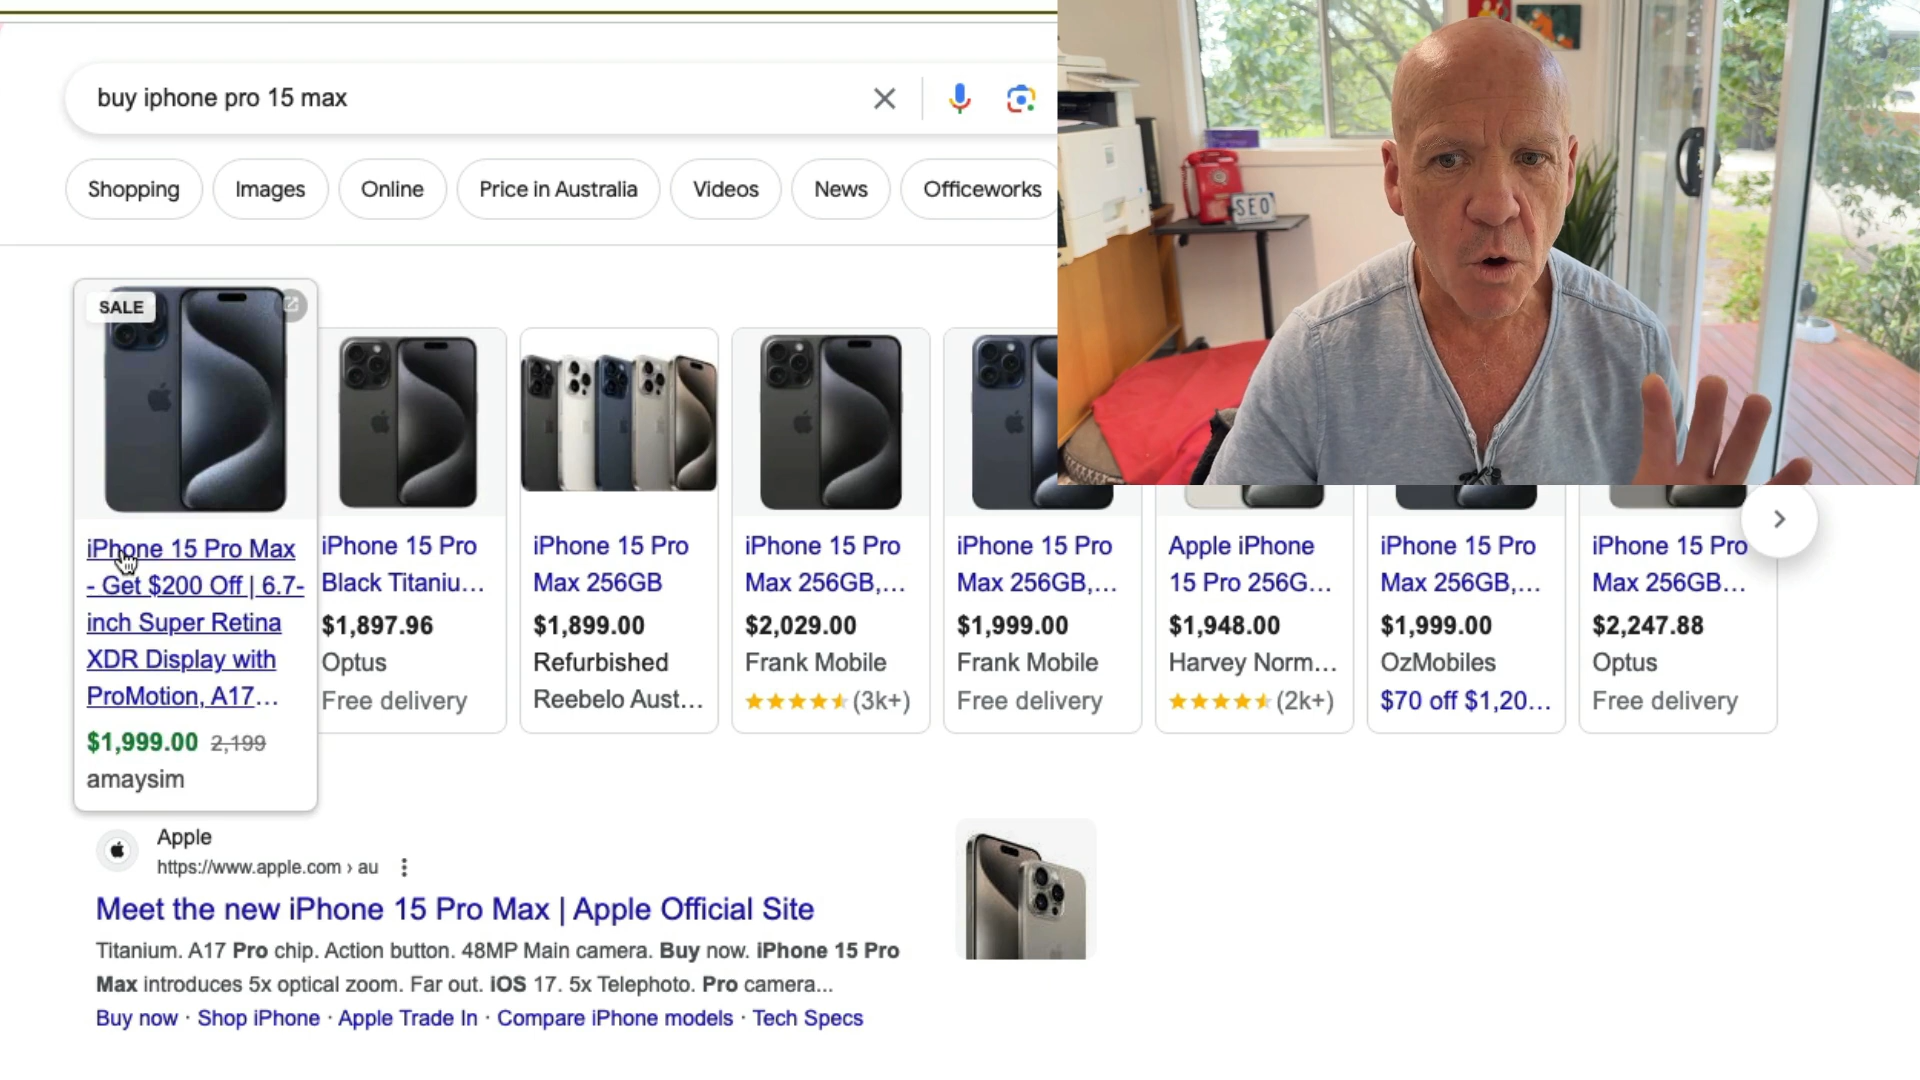 buy iphone pro 15 max
Shopping
Images
Online
Price in Australia
Videos
News
Officeworks
SEO
SALE
iPhone 15 Pro Max
- Get $200 Off | 6.7-
inch Super Retina
XDR Display with
ProMotion, A17…
$1,999.00 2,199
amaysim
iPhone 15 Pro
Black Titaniu…
$1,897.96
Optus
Free delivery
iPhone 15 Pro
Max 256GB
$1,899.00
Refurbished
Reebelo Aust…
iPhone 15 Pro
Max 256GB,…
$2,029.00
Frank Mobile
(3k+)
iPhone 15 Pro
Max 256GB,…
$1,999.00
Frank Mobile
Free delivery
Apple iPhone
15 Pro 256G…
$1,948.00
Harvey Norm…
(2k+)
iPhone 15 Pro
Max 256GB,…
$1,999.00
OzMobiles
$70 off $1,20…
iPhone 15 Pro
Max 256GB…
$2,247.88
Optus
Free delivery
Apple
https://www.apple.com › au
Meet the new iPhone 15 Pro Max | Apple Official Site
Titanium. A17 Pro chip. Action button. 48MP Main camera. Buy now. iPhone 15 Pro
Max introduces 5x optical zoom. Far out. iOS 17. 5x Telephoto. Pro camera...
Buy now · Shop iPhone · Apple Trade In · Compare iPhone models · Tech Specs